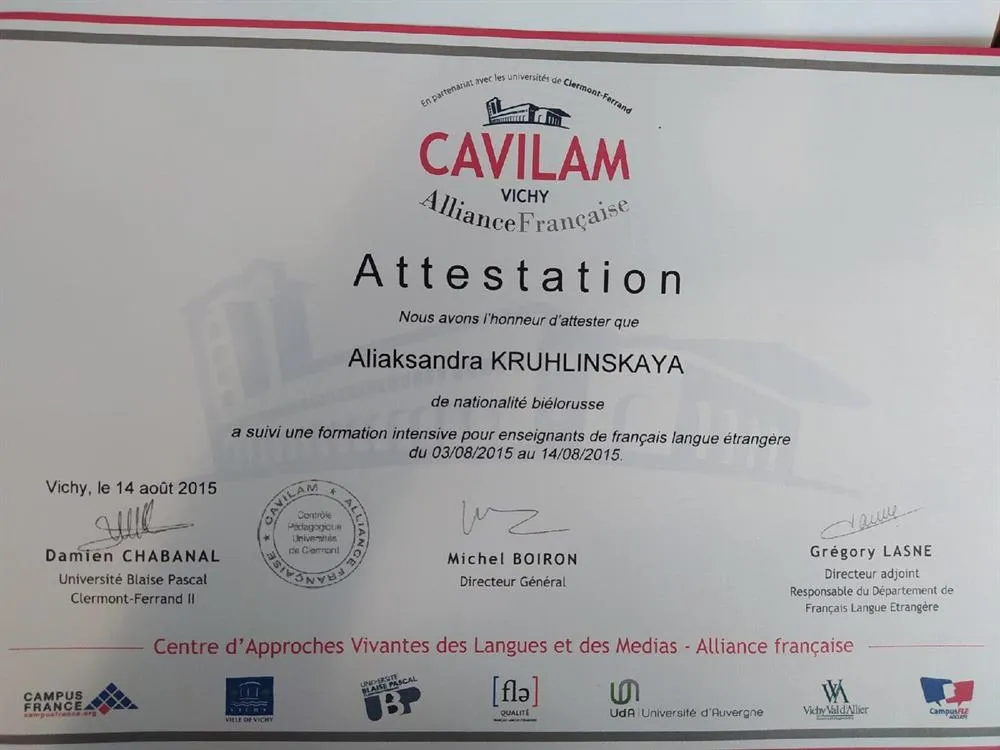 En partenariat avec les universités de Clermont-Ferrand
CAVILAM
VICHY
AllianceFrançaise
Attestation
Nous avons l'honneur d'attester que
Aliaksandra KRUHLINSKAYA
de nationalité biélorusse
a suivi une formation intensive pour enseignants de français langue étrangère
du 03/08/2015 au 14/08/2015.
Vichy, le 14 août 2015
Damien CHABANAL
Université Blaise Pascal
Clermont-Ferrand II
CAVILAM ★ ALLIANCE FRANÇAISE ★
Contrôle
Pédagogique
Universités
de Clermont
Michel BOIRON
Directeur Général
Grégory LASNE
Directeur adjoint
Responsable du Département de
Français Langue Etrangère
Centre d'Approches Vivantes des Langues et des Medias - Alliance française
CAMPUS
FRANCE
campusfrance.org
VICHY
VILLE DE VICHY
UNIVERSITE
BLAISE PASCAL
UBP
[flə]
QUALITÉ
UdA Université d'Auvergne
VVA
Vichy Val d'Allier
CampusFLE